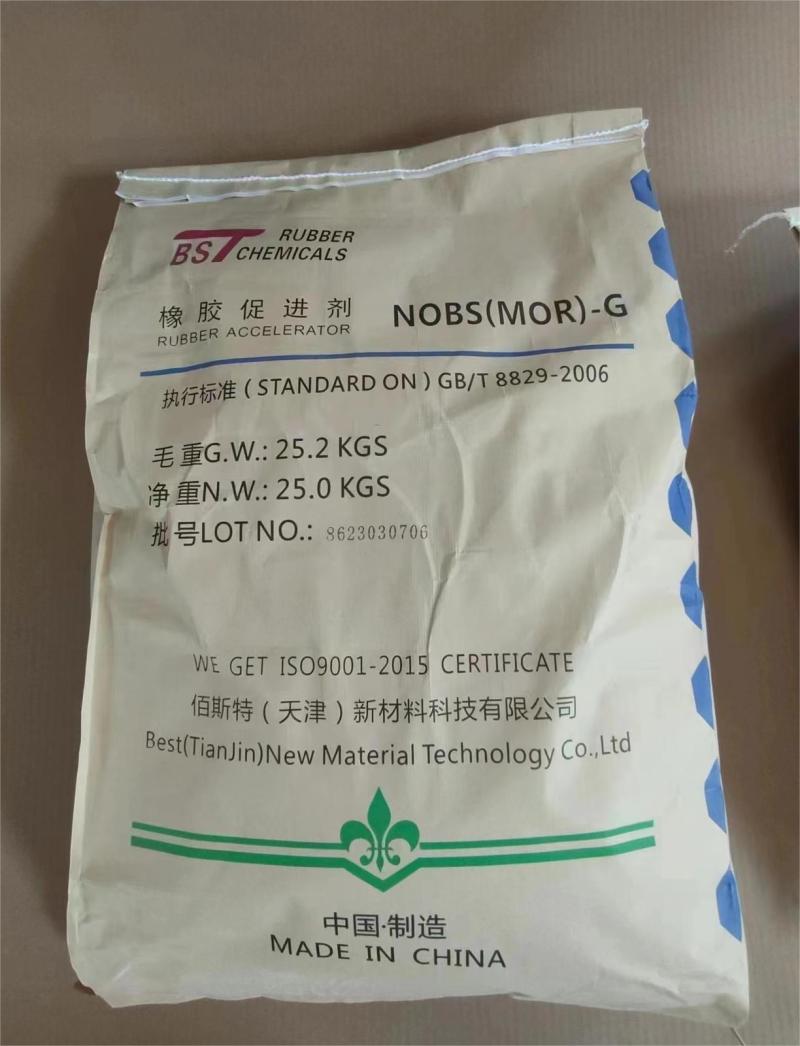 BST RUBBER CHEMICALS
橡胶促进剂 NOBS(MOR)-G
RUBBER ACCELERATOR
执行标准(STANDARD ON)GB/T 8829-2006
毛重G.W.: 25.2 KGS
净重N.W.: 25.0 KGS
批号LOT NO.: 8623030706
WE GET ISO9001-2015 CERTIFICATE
佰斯特(天津)新材料科技有限公司
Best(TianJin)New Material Technology Co.,Ltd
中国·制造
MADE IN CHINA